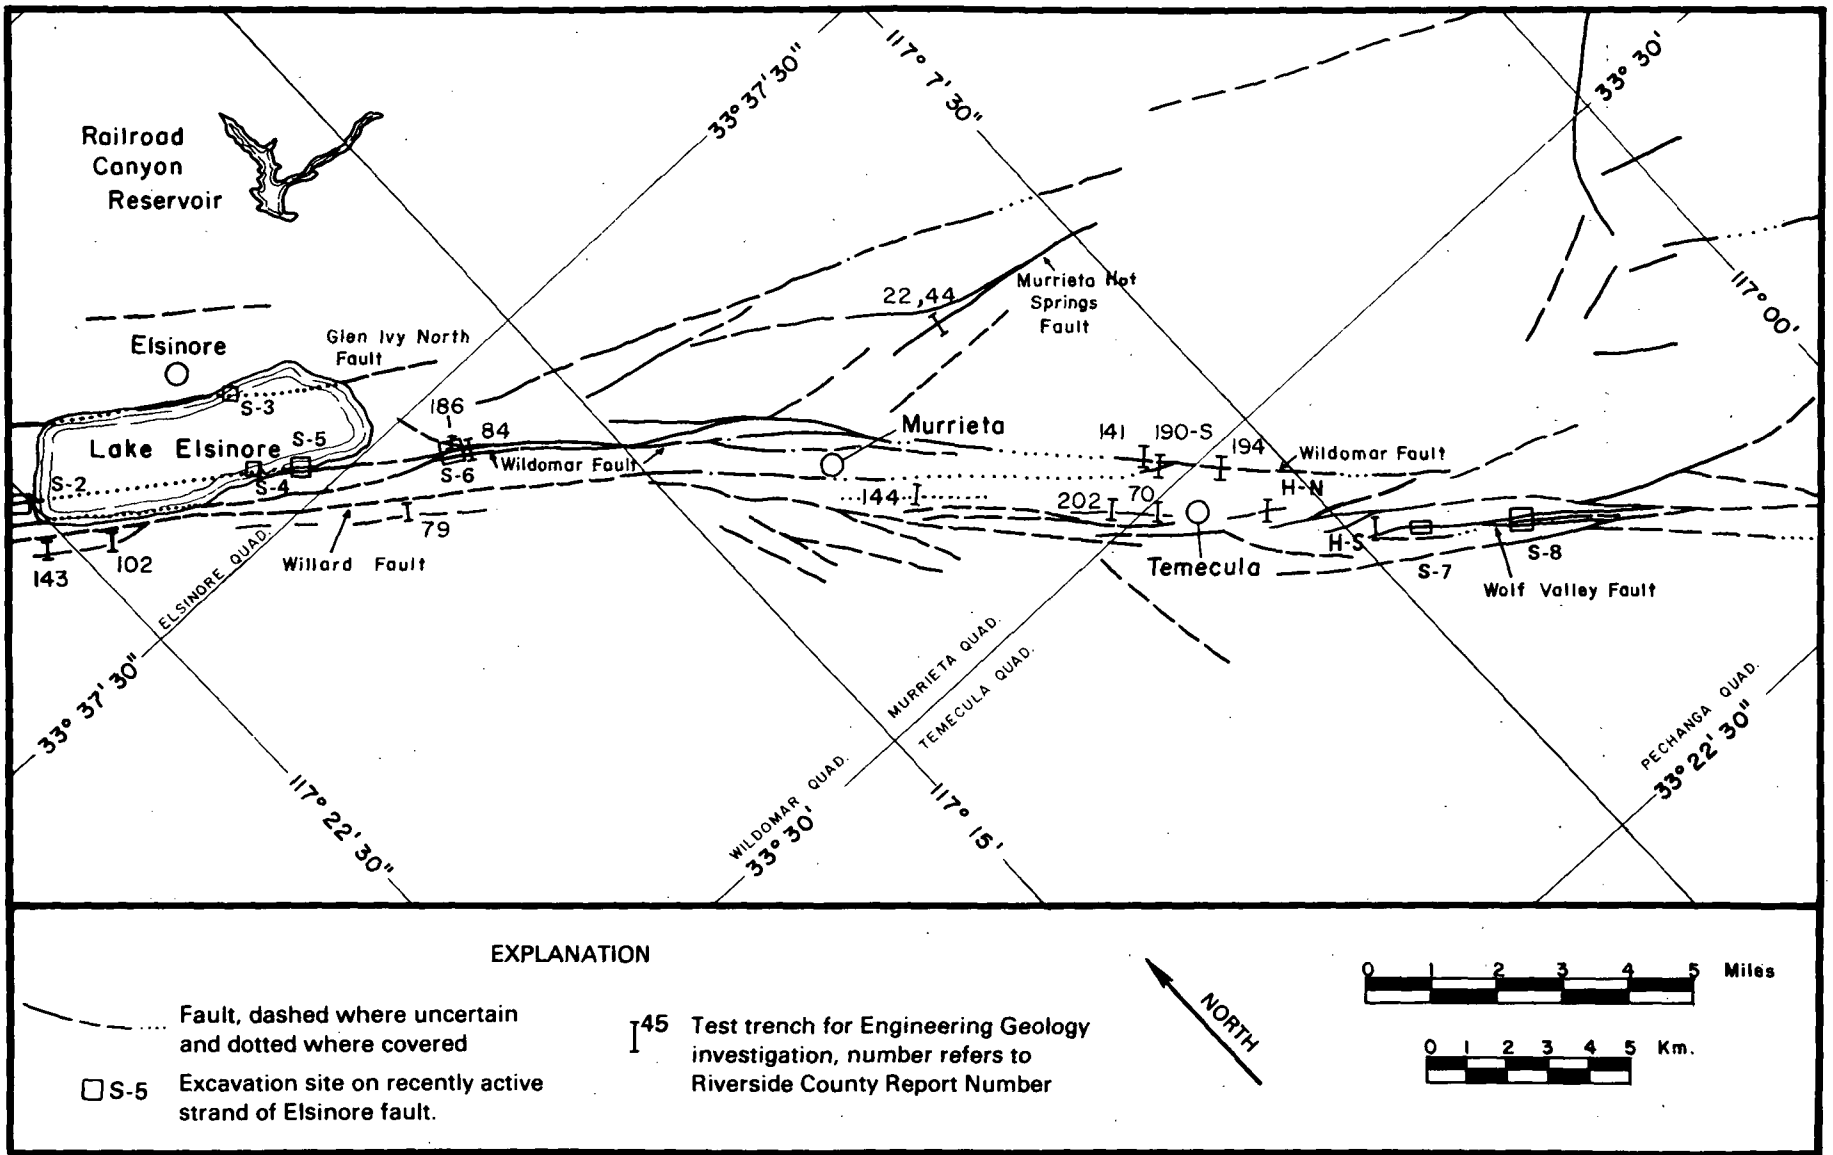 33° 37' 30"
117° 7' 30"
33° 30'
Railroad
Canyon
Reservoir
117° 00'
Murrieta Hot
Springs
Fault
22,44
Elsinore
Glen Ivy North
Fault
S-3
186
84
Murrieta
141
190-S
194
Wildomar Fault
Lake Elsinore
S-5
S-4
S-6
Wildomar Fault
S-2
H-N
144
202
70
H-S
79
143
102
Willard Fault
Temecula
S-7
S-8
Wolf Valley Fault
ELSINORE QUAD.
33° 37' 30"
MURRIETA QUAD.
TEMECULA QUAD.
PECHANGA QUAD.
33° 22' 30"
117° 22' 30"
WILDOMAR QUAD.
33° 30'
117° 15'
EXPLANATION
Fault, dashed where uncertain
and dotted where covered
S-5 Excavation site on recently active
strand of Elsinore fault.
45 Test trench for Engineering Geology
investigation, number refers to
Riverside County Report Number
NORTH
0 1 2 3 4 5 Miles
0 1 2 3 4 5 Km.